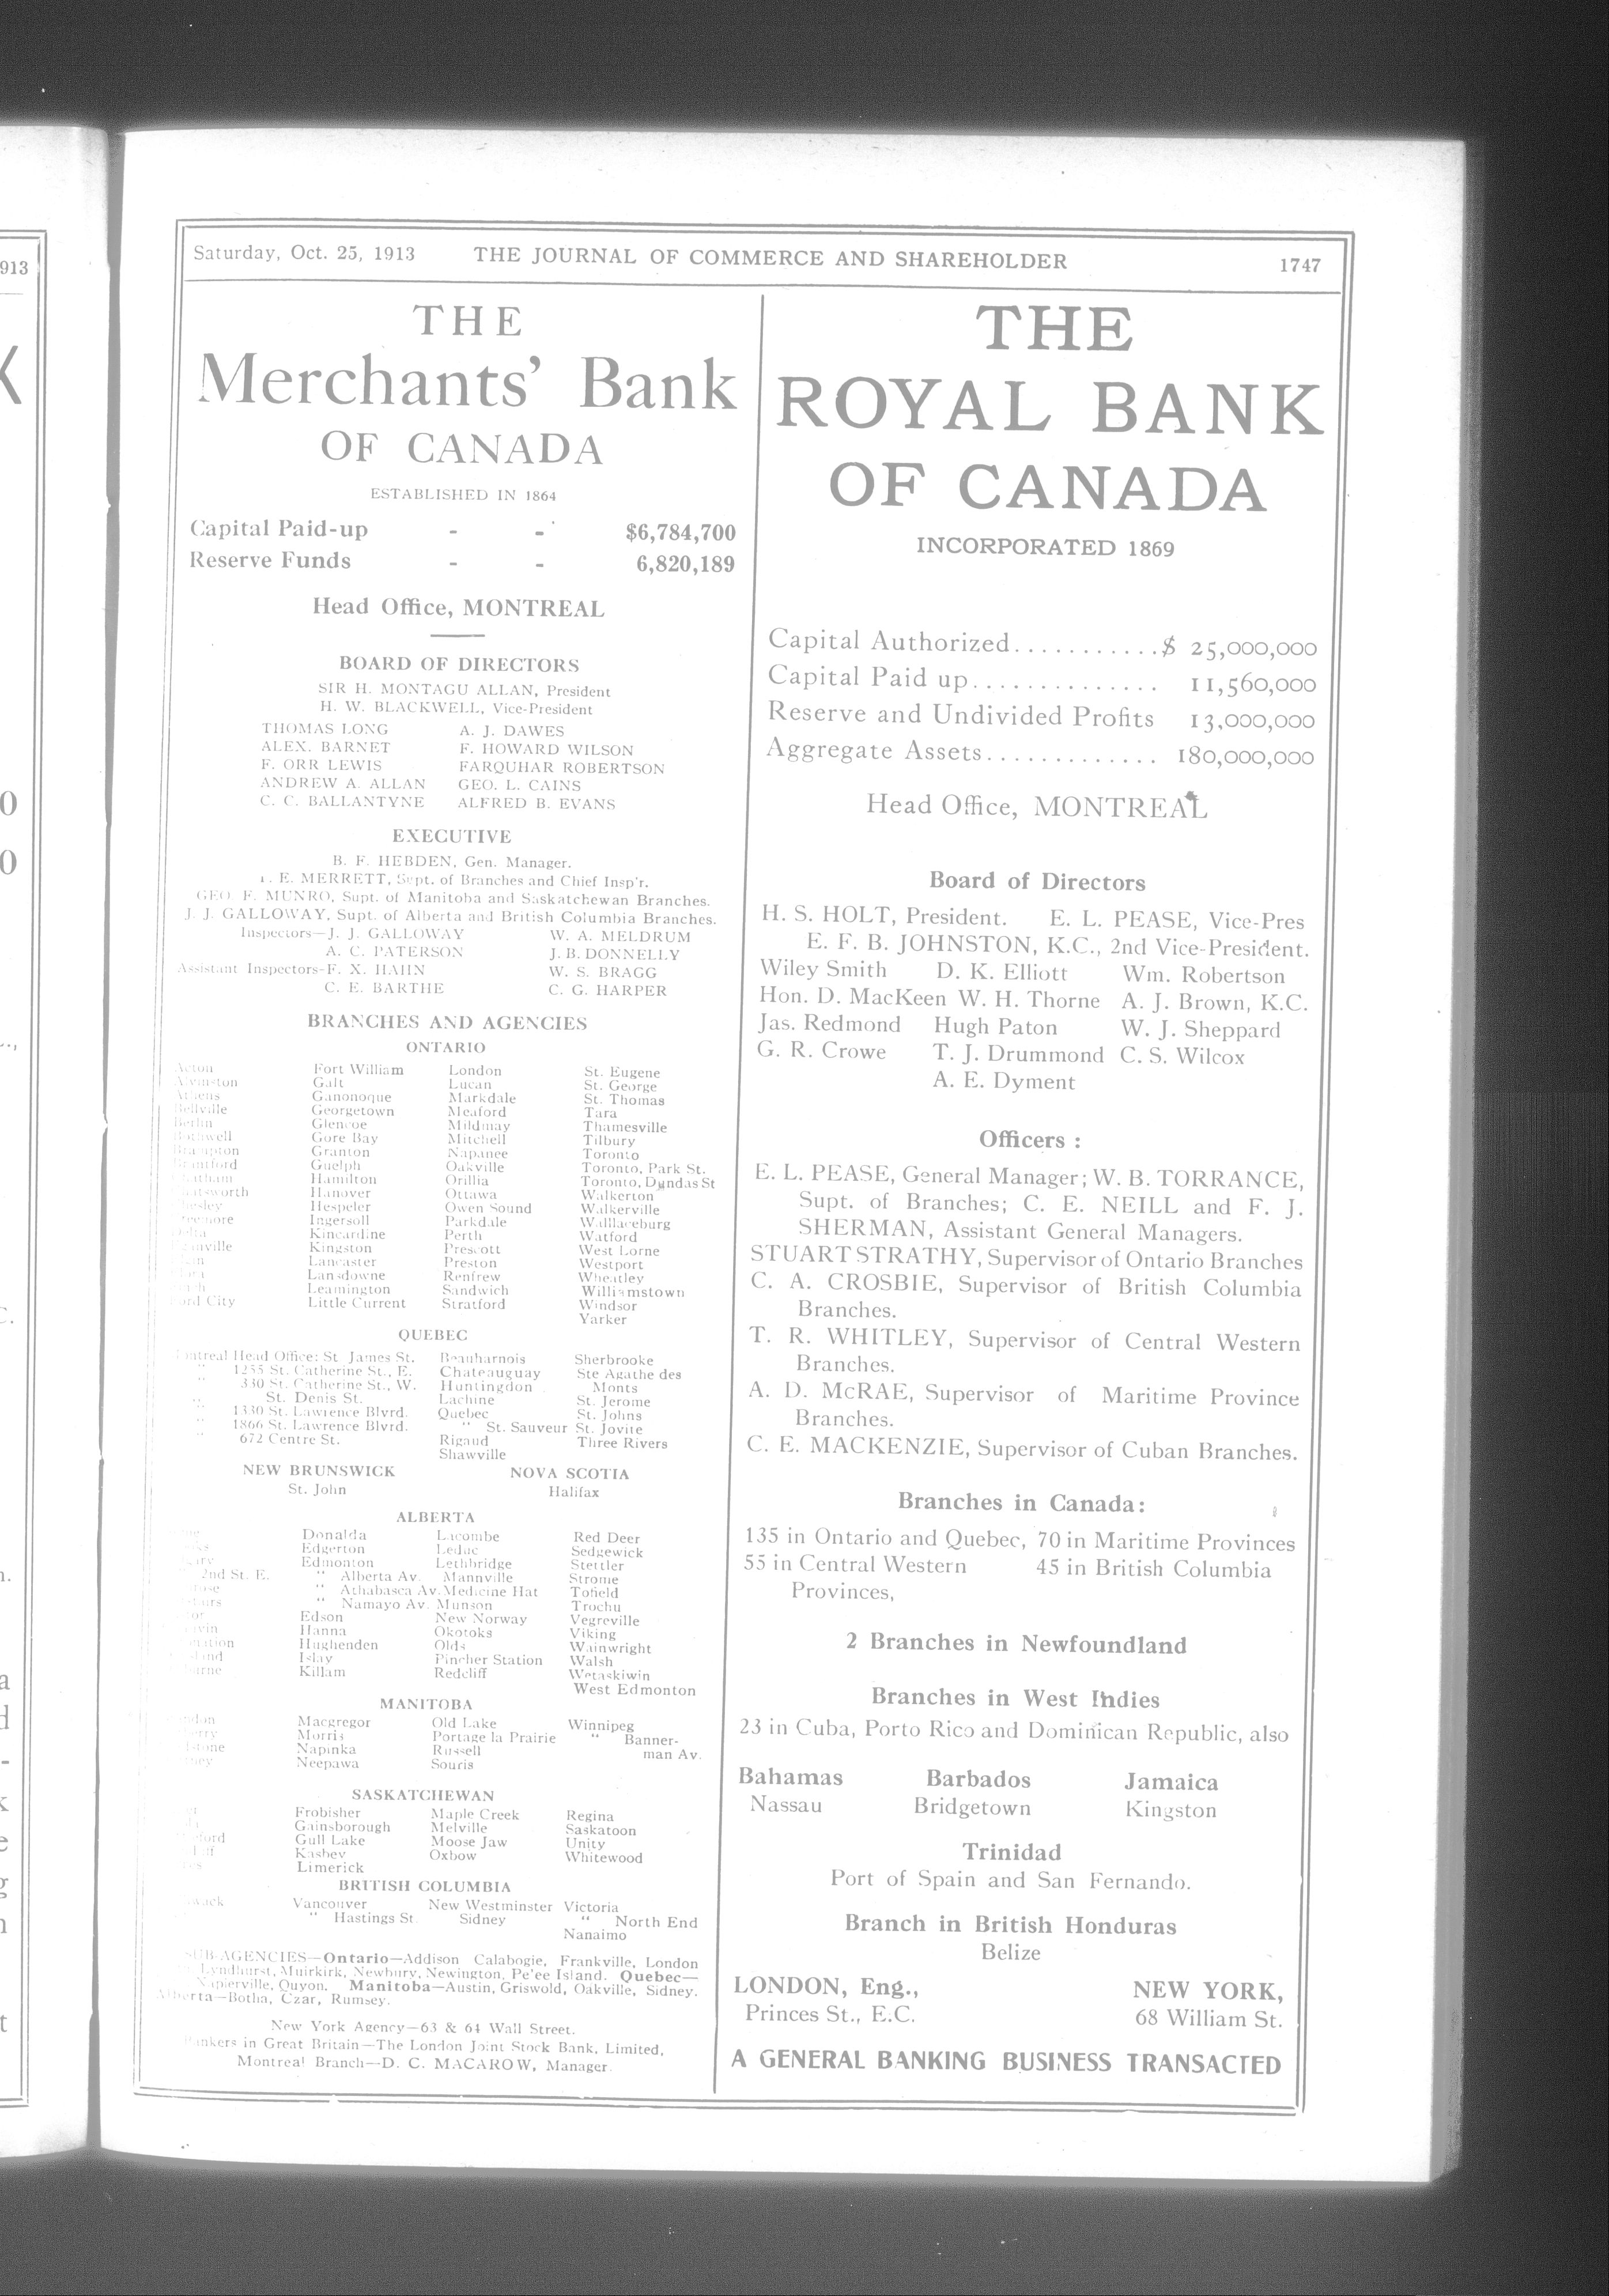 Saturday, Oct. 25, 1913 THE JOURNAL OF COMMERCE AND SHAREHOLDER 1747
THE
Merchants' Bank
OF CANADA
ESTABLISHED IN 1864
Capital Paid-up - - $6,784,700
Reserve Funds - - 6,820,189
Head Office, MONTREAL
BOARD OF DIRECTORS
SIR H. MONTAGU ALLAN, President
H. W. BLACKWELL, Vice-President
THOMAS LONG A. J. DAWES
ALEX. BARNET F. HOWARD WILSON
F. ORR LEWIS FARQUHAR ROBERTSON
ANDREW A. ALLAN GEO. L. CAINS
C. C. BALLANTYNE ALFRED B. EVANS
EXECUTIVE
B. F. HEBDEN, Gen. Manager.
E. MERRETT, Sept. of Branches and Chief Insp'r.
GEO. F. MUNRO, Supt. of Manitoba and Saskatchewan Branches.
J. J. GALLOWAY, Supt. of Alberta and British Columbia Branches.
Inspectors—J. J. GALLOWAY W. A. MELDRUM
A. C. PATERSON J. B. DONNELLY
Assistant Inspectors-F. X. HAHN W. S. BRAGG
C. E. BARTHE C. G. HARPER
BRANCHES AND AGENCIES
ONTARIO
Acton Fort William London St. Eugene
Alvinston Galt Lucan St. George
Athens Gananoque Markdale St. Thomas
Bellville Georgetown Meaford Tara
Berlin Glencoe Mildmay Thamesville
Bothwell Gore Bay Mitchell Tilbury
Brampton Granton Napanee Toronto
Brantford Guelph Oakville Toronto, Park St.
Hamilton Orillia Toronto, Dundas St
Hanover Ottawa Walkerton
Hespeler Owen Sound Walkerville
Ingersoll Parkdale Walllaceburg
Kincardine Perth Watford
Kingston Prescott West Lorne
Lancaster Preston Westport
Lansdowne Renfrew Wheatley
Leamington Sandwich Williamstown
Little Current Stratford Windsor
Yarker
QUEBEC
Head Office: St James St. Beauharnois Sherbrooke
" 1255 St. Catherine St., E. Chateauguay Ste Agathe des
" 330 St. Catherine St., W. Huntingdon Monts
" St. Denis St. Lachine St. Jerome
" 1330 St. Lawrence Blvrd. Quebec St. Johns
" 1866 St. Lawrence Blvrd. " St. Sauveur St. Jovite
" 672 Centre St. Rigaud Three Rivers
Shawville
NEW BRUNSWICK NOVA SCOTIA
St. John Halifax
ALBERTA
Donalda Lacombe Red Deer
Edgerton Leduc Sedgewick
Edmonton Lethbridge Stettler
2nd St. E. " Alberta Av. Mannville Strome
" Athabasca Av. Medicine Hat Tofield
" Namayo Av. Munson Trochu
Edson New Norway Vegreville
Hanna Okotoks Viking
Hughenden Olds Wainwright
Islay Pincher Station Walsh
Killam Redcliff Wetaskiwin
West Edmonton
MANITOBA
Macgregor Old Lake Winnipeg
Morris Portage la Prairie " Banner-
Napinka Russell man Av.
Neepawa Souris
SASKATCHEWAN
Frobisher Maple Creek Regina
Gainsborough Melville Saskatoon
Gull Lake Moose Jaw Unity
Kasbey Oxbow Whitewood
Limerick
BRITISH COLUMBIA
Vancouver New Westminster Victoria
" Hastings St. Sidney " North End
Nanaimo
SUB-AGENCIES—Ontario—Addison Calabogie, Frankville, London
Lyndhurst, Muirkirk, Newbury, Newington, Pe'ee Island. Quebec—
Napierville, Quyon. Manitoba—Austin, Griswold, Oakville, Sidney.
Alberta—Botha, Czar, Rumsey.
New York Agency—63 & 64 Wall Street.
Bankers in Great Britain—The London Joint Stock Bank, Limited.
Montreal Branch—D. C. MACAROW, Manager.
THE
ROYAL BANK
OF CANADA
INCORPORATED 1869
Capital Authorized...........$ 25,000,000
Capital Paid up.............. 11,560,000
Reserve and Undivided Profits 13,000,000
Aggregate Assets............. 180,000,000
Head Office, MONTREAL
Board of Directors
H. S. HOLT, President. E. L. PEASE, Vice-Pres
E. F. B. JOHNSTON, K.C., 2nd Vice-President.
Wiley Smith D. K. Elliott Wm. Robertson
Hon. D. MacKeen W. H. Thorne A. J. Brown, K.C.
Jas. Redmond Hugh Paton W. J. Sheppard
G. R. Crowe T. J. Drummond C. S. Wilcox
A. E. Dyment
Officers :
E. L. PEASE, General Manager; W. B. TORRANCE,
Supt. of Branches; C. E. NEILL and F. J.
SHERMAN, Assistant General Managers.
STUART STRATHY, Supervisor of Ontario Branches
C. A. CROSBIE, Supervisor of British Columbia
Branches.
T. R. WHITLEY, Supervisor of Central Western
Branches.
A. D. McRAE, Supervisor of Maritime Province
Branches.
C. E. MACKENZIE, Supervisor of Cuban Branches.
Branches in Canada:
135 in Ontario and Quebec, 70 in Maritime Provinces
55 in Central Western 45 in British Columbia
Provinces,
2 Branches in Newfoundland
Branches in West Indies
23 in Cuba, Porto Rico and Dominican Republic, also
Bahamas Barbados Jamaica
Nassau Bridgetown Kingston
Trinidad
Port of Spain and San Fernando.
Branch in British Honduras
Belize
LONDON, Eng., NEW YORK,
Princes St., E.C. 68 William St.
A GENERAL BANKING BUSINESS TRANSACTED